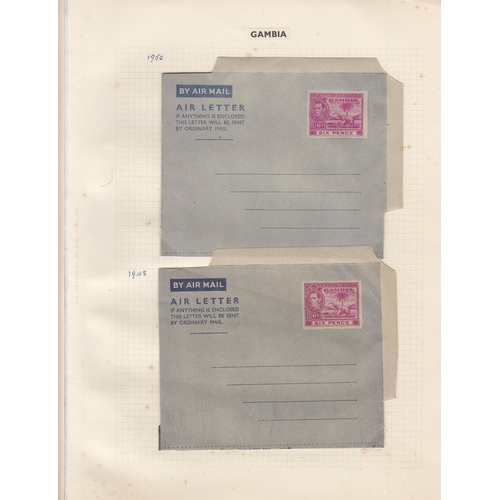 GAMBIA
1950
BY AIR MAIL
AIR LETTER
IF ANYTHING IS ENCLOSED
THIS LETTER WILL BE SENT
BY ORDINARY MAIL.
GAMBIA
SIX PENCE
1948
BY AIR MAIL
AIR LETTER
IF ANYTHING IS ENCLOSED
THIS LETTER WILL BE SENT
BY ORDINARY MAIL.
GAMBIA
SIX PENCE